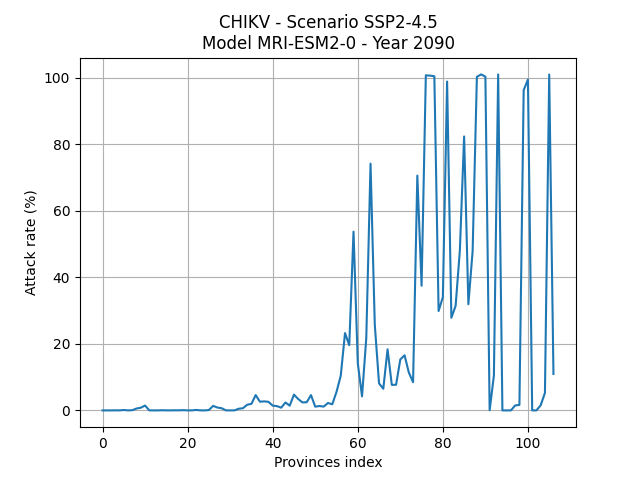 CHIKV - Scenario SSP2-4.5
Model MRI-ESM2-0 - Year 2090
Attack rate (%)
100
80
60
40
20
0
0 20 40 60 80 100
Provinces index